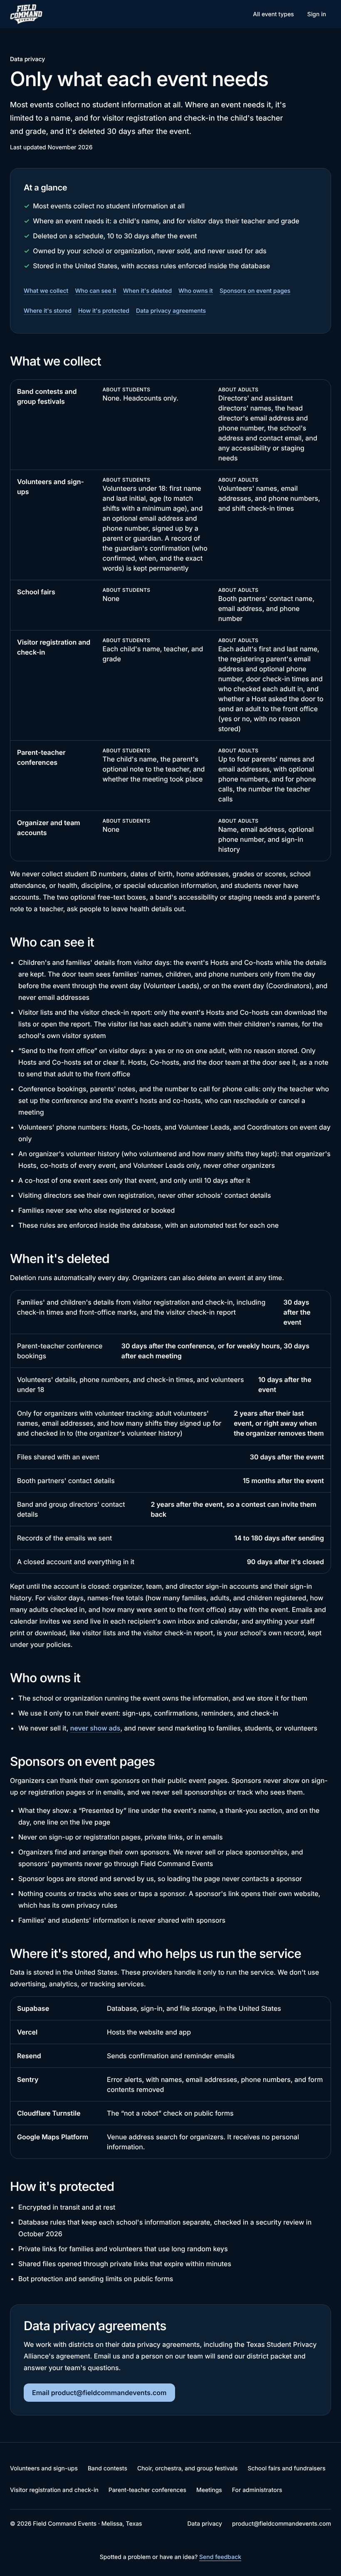 FIELD
COMMAND
EVENTS
All event types
Sign in
Data privacy
Only what each event needs
Most events collect no student information at all. Where an event needs it, it's
limited to a name, and for visitor registration and check-in the child's teacher
and grade, and it's deleted 30 days after the event.
Last updated November 2026
At a glance
✓ Most events collect no student information at all
✓ Where an event needs it: a child's name, and for visitor days their teacher and grade
✓ Deleted on a schedule, 10 to 30 days after the event
✓ Owned by your school or organization, never sold, and never used for ads
✓ Stored in the United States, with access rules enforced inside the database
What we collect Who can see it When it's deleted Who owns it Sponsors on event pages
Where it's stored How it's protected Data privacy agreements
What we collect
Band contests and
group festivals
ABOUT STUDENTS
None. Headcounts only.
ABOUT ADULTS
Directors' and assistant
directors' names, the head
director's email address and
phone number, the school's
address and contact email, and
any accessibility or staging
needs
Volunteers and sign-
ups
ABOUT STUDENTS
Volunteers under 18: first name
and last initial, age (to match
shifts with a minimum age), and
an optional email address and
phone number, signed up by a
parent or guardian. A record of
the guardian's confirmation (who
confirmed, when, and the exact
words) is kept permanently
ABOUT ADULTS
Volunteers' names, email
addresses, and phone numbers,
and shift check-in times
School fairs
ABOUT STUDENTS
None
ABOUT ADULTS
Booth partners' contact name,
email address, and phone
number
Visitor registration and
check-in
ABOUT STUDENTS
Each child's name, teacher, and
grade
ABOUT ADULTS
Each adult's first and last name,
the registering parent's email
address and optional phone
number, door check-in times and
who checked each adult in, and
whether a Host asked the door to
send an adult to the front office
(yes or no, with no reason
stored)
Parent-teacher
conferences
ABOUT STUDENTS
The child's name, the parent's
optional note to the teacher, and
whether the meeting took place
ABOUT ADULTS
Up to four parents' names and
email addresses, with optional
phone numbers, and for phone
calls, the number the teacher
calls
Organizer and team
accounts
ABOUT STUDENTS
None
ABOUT ADULTS
Name, email address, optional
phone number, and sign-in
history
We never collect student ID numbers, dates of birth, home addresses, grades or scores, school
attendance, or health, discipline, or special education information, and students never have
accounts. The two optional free-text boxes, a band's accessibility or staging needs and a parent's
note to a teacher, ask people to leave health details out.
Who can see it
• Children's and families' details from visitor days: the event's Hosts and Co-hosts while the details
are kept. The door team sees families' names, children, and phone numbers only from the day
before the event through the event day (Volunteer Leads), or on the event day (Coordinators), and
never email addresses
• Visitor lists and the visitor check-in report: only the event's Hosts and Co-hosts can download the
lists or open the report. The visitor list has each adult's name with their children's names, for the
school's own visitor system
• “Send to the front office” on visitor days: a yes or no on one adult, with no reason stored. Only
Hosts and Co-hosts set or clear it. Hosts, Co-hosts, and the door team at the door see it, as a note
to send that adult to the front office
• Conference bookings, parents' notes, and the number to call for phone calls: only the teacher who
set up the conference and the event's hosts and co-hosts, who can reschedule or cancel a
meeting
• Volunteers' phone numbers: Hosts, Co-hosts, and Volunteer Leads, and Coordinators on event day
only
• An organizer's volunteer history (who volunteered and how many shifts they kept): that organizer's
Hosts, co-hosts of every event, and Volunteer Leads only, never other organizers
• A co-host of one event sees only that event, and only until 10 days after it
• Visiting directors see their own registration, never other schools' contact details
• Families never see who else registered or booked
• These rules are enforced inside the database, with an automated test for each one
When it's deleted
Deletion runs automatically every day. Organizers can also delete an event at any time.
Families' and children's details from visitor registration and check-in, including
check-in times and front-office marks, and the visitor check-in report
30 days
after the
event
Parent-teacher conference
bookings
30 days after the conference, or for weekly hours, 30 days
after each meeting
Volunteers' details, phone numbers, and check-in times, and volunteers
under 18
10 days after the
event
Only for organizers with volunteer tracking: adult volunteers'
names, email addresses, and how many shifts they signed up for
and checked in to (the organizer's volunteer history)
2 years after their last
event, or right away when
the organizer removes them
Files shared with an event
30 days after the event
Booth partners' contact details
15 months after the event
Band and group directors' contact
details
2 years after the event, so a contest can invite them
back
Records of the emails we sent
14 to 180 days after sending
A closed account and everything in it
90 days after it's closed
Kept until the account is closed: organizer, team, and director sign-in accounts and their sign-in
history. For visitor days, names-free totals (how many families, adults, and children registered, how
many adults checked in, and how many were sent to the front office) stay with the event. Emails and
calendar invites we send live in each recipient's own inbox and calendar, and anything your staff
print or download, like visitor lists and the visitor check-in report, is your school's own record, kept
under your policies.
Who owns it
• The school or organization running the event owns the information, and we store it for them
• We use it only to run their event: sign-ups, confirmations, reminders, and check-in
• We never sell it, never show ads, and never send marketing to families, students, or volunteers
Sponsors on event pages
Organizers can thank their own sponsors on their public event pages. Sponsors never show on sign-
up or registration pages or in emails, and we never sell sponsorships or track who sees them.
• What they show: a “Presented by” line under the event's name, a thank-you section, and on the
day, one line on the live page
• Never on sign-up or registration pages, private links, or in emails
• Organizers find and arrange their own sponsors. We never sell or place sponsorships, and
sponsors' payments never go through Field Command Events
• Sponsor logos are stored and served by us, so loading the page never contacts a sponsor
• Nothing counts or tracks who sees or taps a sponsor. A sponsor's link opens their own website,
which has its own privacy rules
• Families' and students' information is never shared with sponsors
Where it's stored, and who helps us run the service
Data is stored in the United States. These providers handle it only to run the service. We don't use
advertising, analytics, or tracking services.
Supabase
Database, sign-in, and file storage, in the United States
Vercel
Hosts the website and app
Resend
Sends confirmation and reminder emails
Sentry
Error alerts, with names, email addresses, phone numbers, and form
contents removed
Cloudflare Turnstile
The “not a robot” check on public forms
Google Maps Platform
Venue address search for organizers. It receives no personal
information.
How it's protected
• Encrypted in transit and at rest
• Database rules that keep each school's information separate, checked in a security review in
October 2026
• Private links for families and volunteers that use long random keys
• Shared files opened through private links that expire within minutes
• Bot protection and sending limits on public forms
Data privacy agreements
We work with districts on their data privacy agreements, including the Texas Student Privacy
Alliance's agreement. Email us and a person on our team will send our district packet and
answer your team's questions.
Email product@fieldcommandevents.com
Volunteers and sign-ups Band contests Choir, orchestra, and group festivals School fairs and fundraisers
Visitor registration and check-in Parent-teacher conferences Meetings For administrators
© 2026 Field Command Events · Melissa, Texas
Data privacy product@fieldcommandevents.com
Spotted a problem or have an idea? Send feedback